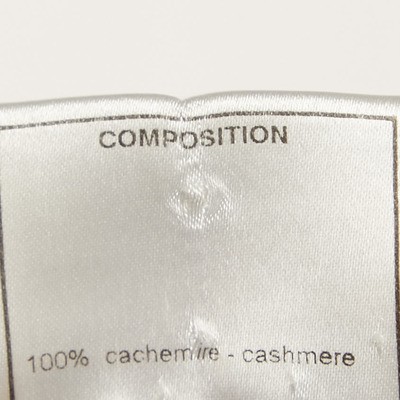 COMPOSITION
100% cachemire - cashmere